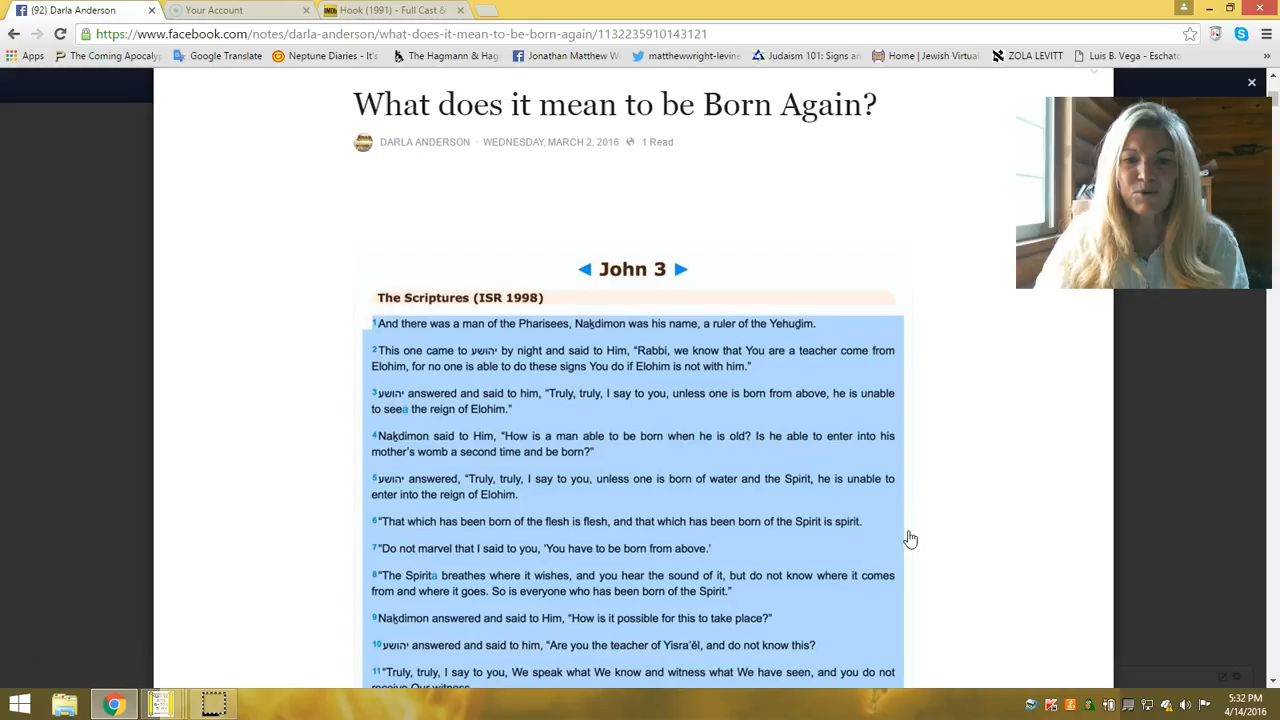 (92) Darla Anderson
Your Account
Hook (1991) - Full Cast &
https://www.facebook.com/notes/darla-anderson/what-does-it-mean-to-be-born-again/1132235910143121
Apps
The Coming Apocalyp
Google Translate
Neptune Diaries - It's
The Hagmann & Hag
Jonathan Matthew W
matthewwright-levine
Judaism 101: Signs an
Home | Jewish Virtual
ZOLA LEVITT
Luis B. Vega - Eschato
What does it mean to be Born Again?
DARLA ANDERSON · WEDNESDAY, MARCH 2, 2016 1 Read
◄ John 3 ►
The Scriptures (ISR 1998)
1And there was a man of the Pharisees, Naḵdimon was his name, a ruler of the Yehuḏim.
2This one came to יהושע by night and said to Him, “Rabbi, we know that You are a teacher come from
Elohim, for no one is able to do these signs You do if Elohim is not with him.”
3יהושע answered and said to him, “Truly, truly, I say to you, unless one is born from above, he is unable
to seea the reign of Elohim.”
4Naḵdimon said to Him, “How is a man able to be born when he is old? Is he able to enter into his
mother’s womb a second time and be born?”
5יהושע answered, “Truly, truly, I say to you, unless one is born of water and the Spirit, he is unable to
enter into the reign of Elohim.
6“That which has been born of the flesh is flesh, and that which has been born of the Spirit is spirit.
7“Do not marvel that I said to you, ‘You have to be born from above.’
8“The Spirita breathes where it wishes, and you hear the sound of it, but do not know where it comes
from and where it goes. So is everyone who has been born of the Spirit.”
9Naḵdimon answered and said to Him, “How is it possible for this to take place?”
10יהושע answered and said to him, “Are you the teacher of Yisra’ĕl, and do not know this?
11“Truly, truly, I say to you, We speak what We know and witness what We have seen, and you do not
receive Our witness.
5:32 PM
4/14/2016